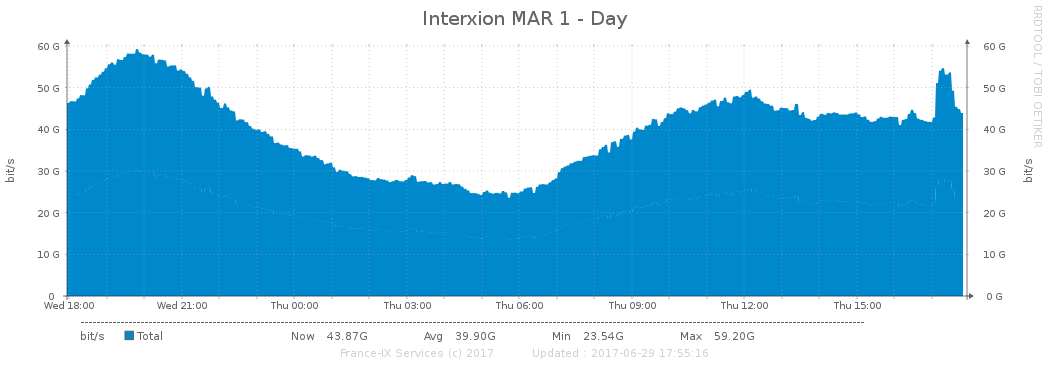 Interxion MAR 1 - Day
RRDTOOL / TOBI OETIKER
60 G 60 G
50 G 50 G
40 G 40 G
30 G 30 G
20 G 20 G
10 G 10 G
0 0 G
bit/s bit/s
Wed 18:00 Wed 21:00 Thu 00:00 Thu 03:00 Thu 06:00 Thu 09:00 Thu 12:00 Thu 15:00
bit/s Total Now 43.87G Avg 39.90G Min 23.54G Max 59.20G
France-IX Services (c) 2017 Updated : 2017-06-29 17:55:16